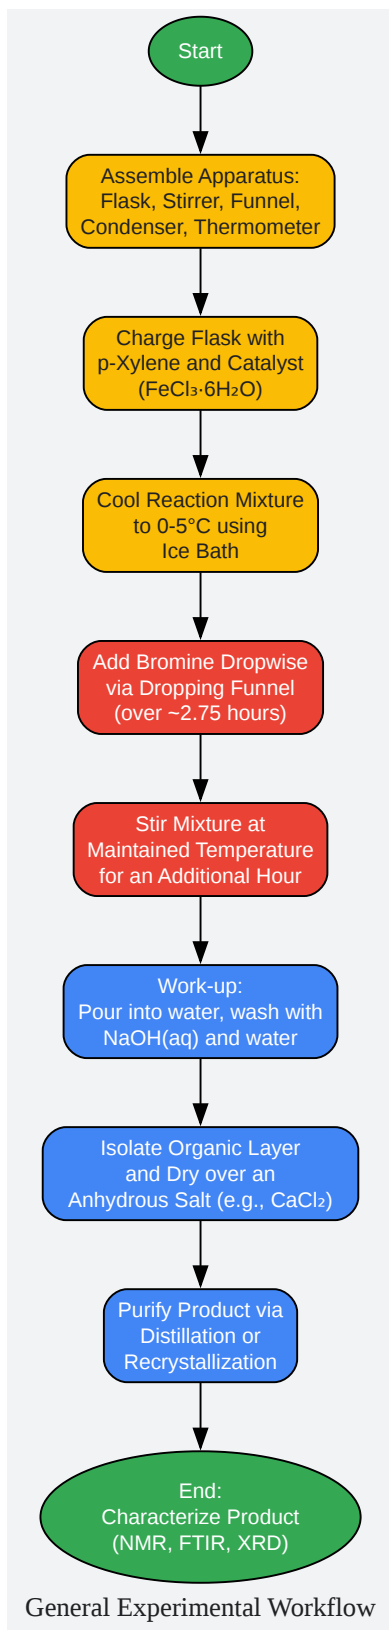 Start
Assemble Apparatus:
Flask, Stirrer, Funnel,
Condenser, Thermometer
Charge Flask with
p-Xylene and Catalyst
(FeCl₃·6H₂O)
Cool Reaction Mixture
to 0-5°C using
Ice Bath
Add Bromine Dropwise
via Dropping Funnel
(over ~2.75 hours)
Stir Mixture at
Maintained Temperature
for an Additional Hour
Work-up:
Pour into water, wash with
NaOH(aq) and water
Isolate Organic Layer
and Dry over an
Anhydrous Salt (e.g., CaCl₂)
Purify Product via
Distillation or
Recrystallization
End:
Characterize Product
(NMR, FTIR, XRD)
General Experimental Workflow